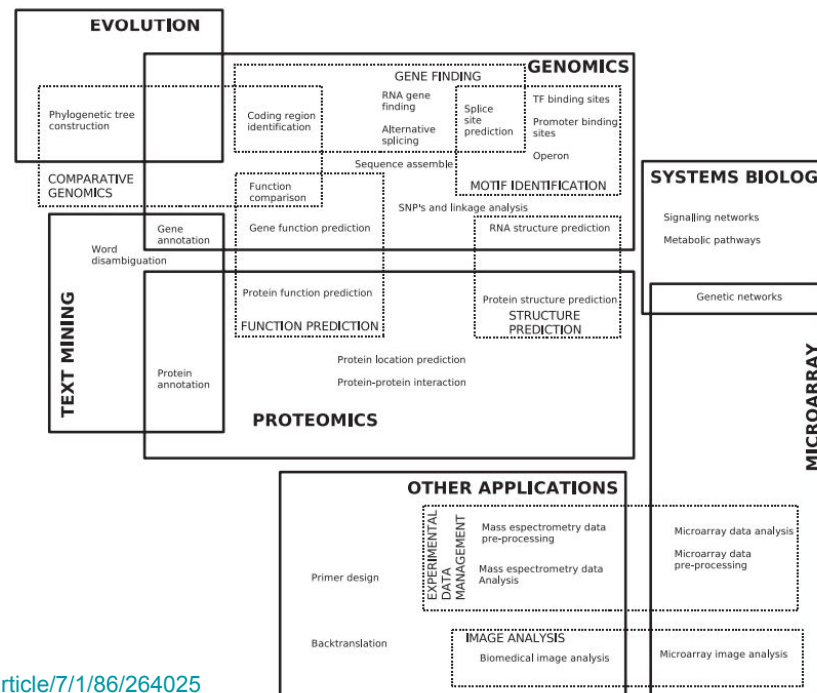 EVOLUTION
GENOMICS
GENE FINDING
RNA gene
finding
Alternative
splicing
Splice
site
prediction
TF binding sites
Promoter binding
sites
Operon
Phylogenetic tree
construction
Coding region
identification
Sequence assemble
COMPARATIVE
GENOMICS
Function
comparison
MOTIF IDENTIFICATION
SNP's and linkage analysis
Gene
annotation
Gene function prediction
RNA structure prediction
Word
disambiguation
SYSTEMS BIOLOG
Signalling networks
Metabolic pathways
Genetic networks
Protein function prediction
FUNCTION PREDICTION
Protein structure prediction
STRUCTURE
PREDICTION
TEXT MINING
Protein
annotation
Protein location prediction
Protein-protein interaction
PROTEOMICS
MICROARRAY
OTHER APPLICATIONS
EXPERIMENTAL
DATA
MANAGEMENT
Mass espectrometry data
pre-processing
Mass espectrometry data
Analysis
Microarray data analysis
Microarray data
pre-processing
Primer design
Backtranslation
IMAGE ANALYSIS
Biomedical image analysis
Microarray image analysis
rticle/7/1/86/264025